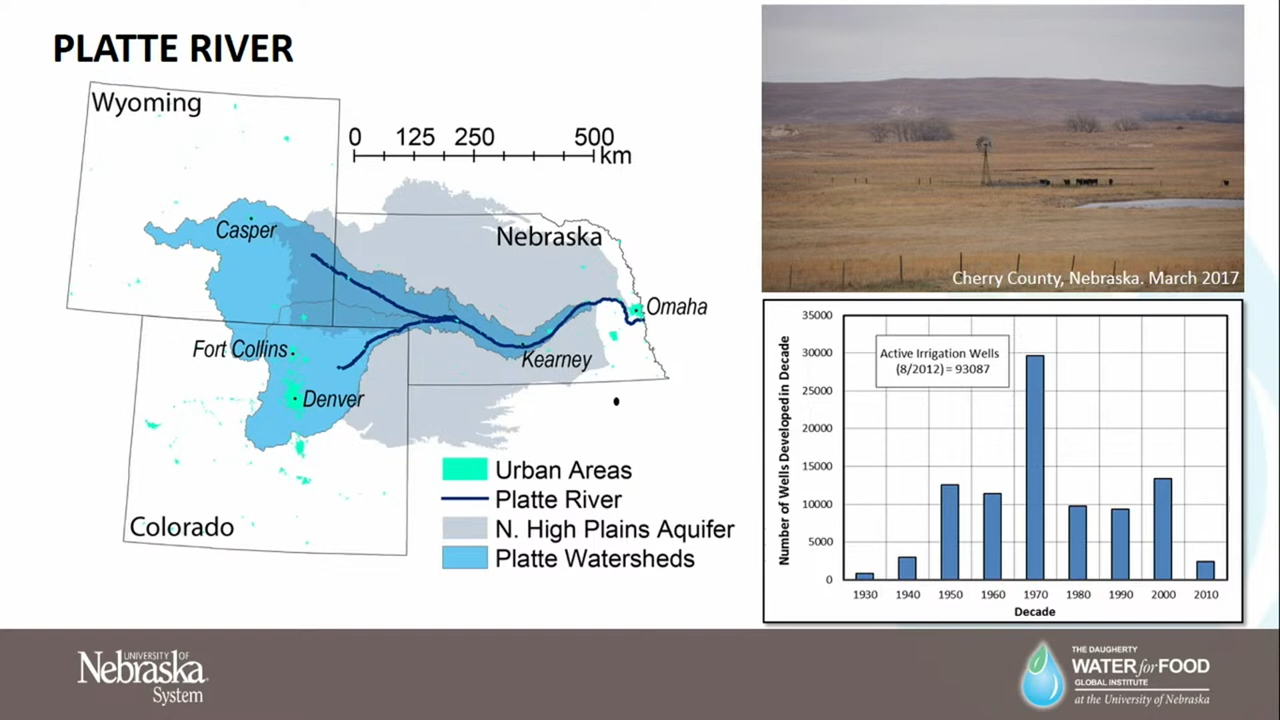 PLATTE RIVER
Wyoming
0 125 250 500
km
Casper
Nebraska
Omaha
Fort Collins
Kearney
Denver
Colorado
Urban Areas
Platte River
N. High Plains Aquifer
Platte Watersheds
Cherry County, Nebraska. March 2017
Number of Wells Developed in Decade
35000
30000
25000
20000
15000
10000
5000
0
Active Irrigation Wells
(8/2012) = 93087
1930 1940 1950 1960 1970 1980 1990 2000 2010
Decade
UNIVERSITY OF
Nebraska
System
THE DAUGHERTY
WATER for FOOD
GLOBAL INSTITUTE
at the University of Nebraska